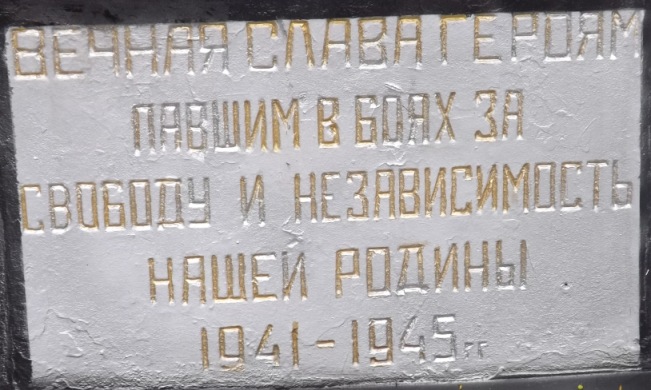 ВЕЧНАЯ СЛАВА ГЕРОЯМ
ПАВШИМ В БОЯХ ЗА
СВОБОДУ И НЕЗАВИСИМОСТЬ
НАШЕЙ РОДИНЫ
1941-1945гг